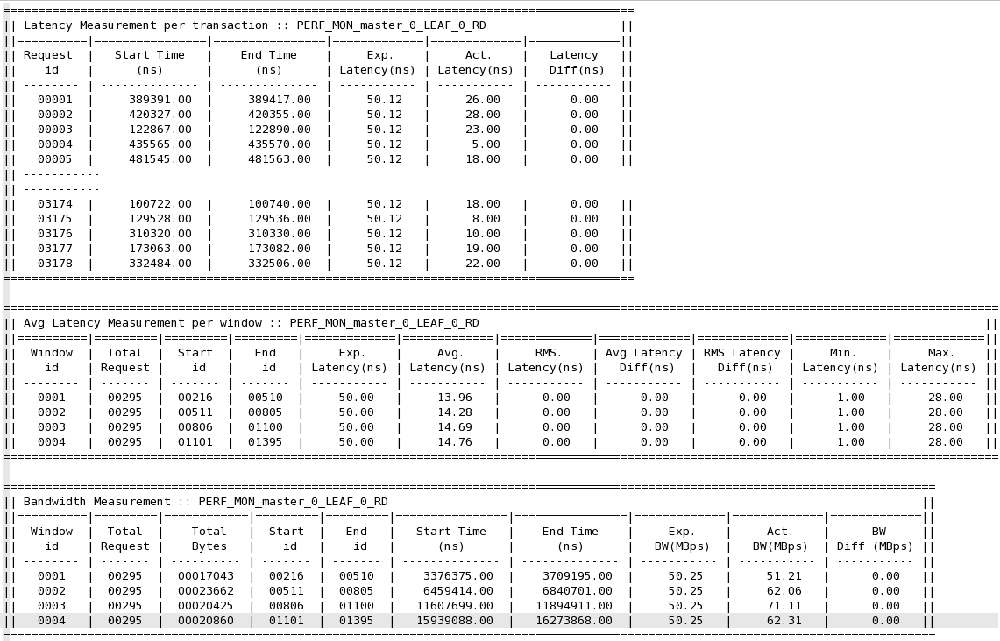 ==========================================================================================
|| Latency Measurement per transaction :: PERF_MON_master_0_LEAF_0_RD                   ||
||==========|================|================|=============|=============|=============||
|| Request  |   Start Time   |    End Time    |     Exp.    |     Act.    |   Latency   ||
||    id    |      (ns)      |      (ns)      | Latency(ns) | Latency(ns) |   Diff(ns)  ||
|| -------- | -------------- | -------------- | ----------- | ----------- | ----------- ||
||   00001  |     389391.00  |     389417.00  |     50.12   |     26.00   |      0.00   ||
||   00002  |     420327.00  |     420355.00  |     50.12   |     28.00   |      0.00   ||
||   00003  |     122867.00  |     122890.00  |     50.12   |     23.00   |      0.00   ||
||   00004  |     435565.00  |     435570.00  |     50.12   |      5.00   |      0.00   ||
||   00005  |     481545.00  |     481563.00  |     50.12   |     18.00   |      0.00   ||
|| -----------
|| -----------
||   03174  |     100722.00  |     100740.00  |     50.12   |     18.00   |      0.00   ||
||   03175  |     129528.00  |     129536.00  |     50.12   |      8.00   |      0.00   ||
||   03176  |     310320.00  |     310330.00  |     50.12   |     10.00   |      0.00   ||
||   03177  |     173063.00  |     173082.00  |     50.12   |     19.00   |      0.00   ||
||   03178  |     332484.00  |     332506.00  |     50.12   |     22.00   |      0.00   ||
==========================================================================================
==============================================================================================================================================
|| Avg Latency Measurement per window :: PERF_MON_master_0_LEAF_0_RD                                                                        ||
||==========|=========|=========|=========|=============|=============|=============|=============|=============|=============|=============||
||  Window  |  Total  |  Start  |   End   |     Exp.    |     Avg.    |     RMS.    | Avg Latency | RMS Latency |     Min.    |     Max.    ||
||    id    | Request |    id   |    id   | Latency(ns) | Latency(ns) | Latency(ns) |   Diff(ns)  |   Diff(ns)  | Latency(ns) | Latency(ns) ||
|| -------- | ------- | ------- | ------- | ----------- | ----------- | ----------- | ----------- | ----------- | ----------- | ----------- ||
||   0001   |  00295  |  00216  |  00510  |     50.00   |     13.96   |      0.00   |      0.00   |      0.00   |      1.00   |     28.00   ||
||   0002   |  00295  |  00511  |  00805  |     50.00   |     14.28   |      0.00   |      0.00   |      0.00   |      1.00   |     28.00   ||
||   0003   |  00295  |  00806  |  01100  |     50.00   |     14.69   |      0.00   |      0.00   |      0.00   |      1.00   |     28.00   ||
||   0004   |  00295  |  01101  |  01395  |     50.00   |     14.76   |      0.00   |      0.00   |      0.00   |      1.00   |     28.00   ||
==============================================================================================================================================
=====================================================================================================================================
|| Bandwidth Measurement :: PERF_MON_master_0_LEAF_0_RD                                                                            ||
||==========|=========|============|=========|=========|================|================|=============|=============|=============||
||  Window  |  Total  |    Total   |  Start  |   End   |   Start Time   |    End Time    |     Exp.    |     Act.    |      BW     ||
||    id    | Request |    Bytes   |    id   |    id   |      (ns)      |      (ns)      |   BW(MBps)  |   BW(MBps)  | Diff (MBps) ||
|| -------- | ------- | ---------- | ------- | ------- | -------------- | -------------- | ----------- | ----------- | ----------- ||
||   0001   |  00295  |  00017043  |  00216  |  00510  |    3376375.00  |    3709195.00  |     50.25   |     51.21   |      0.00   ||
||   0002   |  00295  |  00023662  |  00511  |  00805  |    6459414.00  |    6840701.00  |     50.25   |     62.06   |      0.00   ||
||   0003   |  00295  |  00020425  |  00806  |  01100  |   11607699.00  |   11894911.00  |     50.25   |     71.11   |      0.00   ||
||   0004   |  00295  |  00020860  |  01101  |  01395  |   15939088.00  |   16273868.00  |     50.25   |     62.31   |      0.00   ||
=====================================================================================================================================